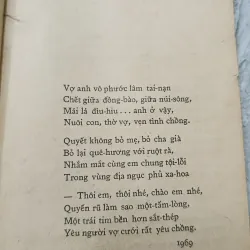 Vợ anh vô phước lâm tai-nạn
Chết giữa đồng-bào, giữa núi-sông,
Mải là đìu-hiu... anh ở vậy,
Nuôi con, thờ vợ, vẹn tình chồng.
Quyết không bỏ mẹ, bỏ cha già
Bỏ lại quê-hương với ruột rà,
Nhắm mắt cùng em chung tội-lỗi
Trong vùng địa ngục phủ xa-hoa
— Thôi em, thôi nhé, chào em nhé,
Quyển rũ làm sao một-tấm-lòng,
Một trái tim bền hơn sắt-thép
Yêu người vợ cưới rất yêu chồng.
1969